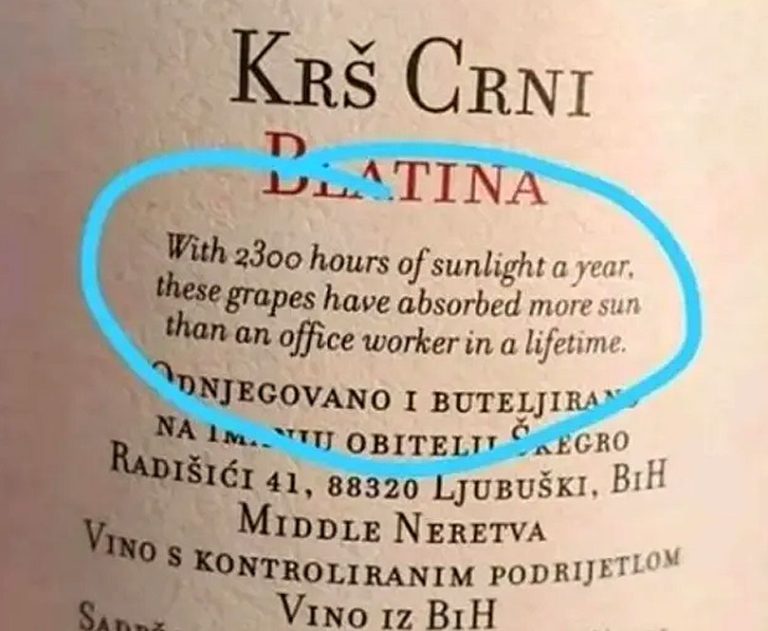 KRŠ CRNI
BLATINA
With 2300 hours of sunlight a year,
these grapes have absorbed more sun
than an office worker in a lifetime.
ODNJEGOVANO I BUTELJIRANO
NA IMANJU OBITELJI ŠKEGRO
RADIŠIĆI 41, 88320 LJUBUŠKI, BIH
MIDDLE NERETVA
VINO S KONTROLIRANIM PODRIJETLOM
VINO IZ BIH